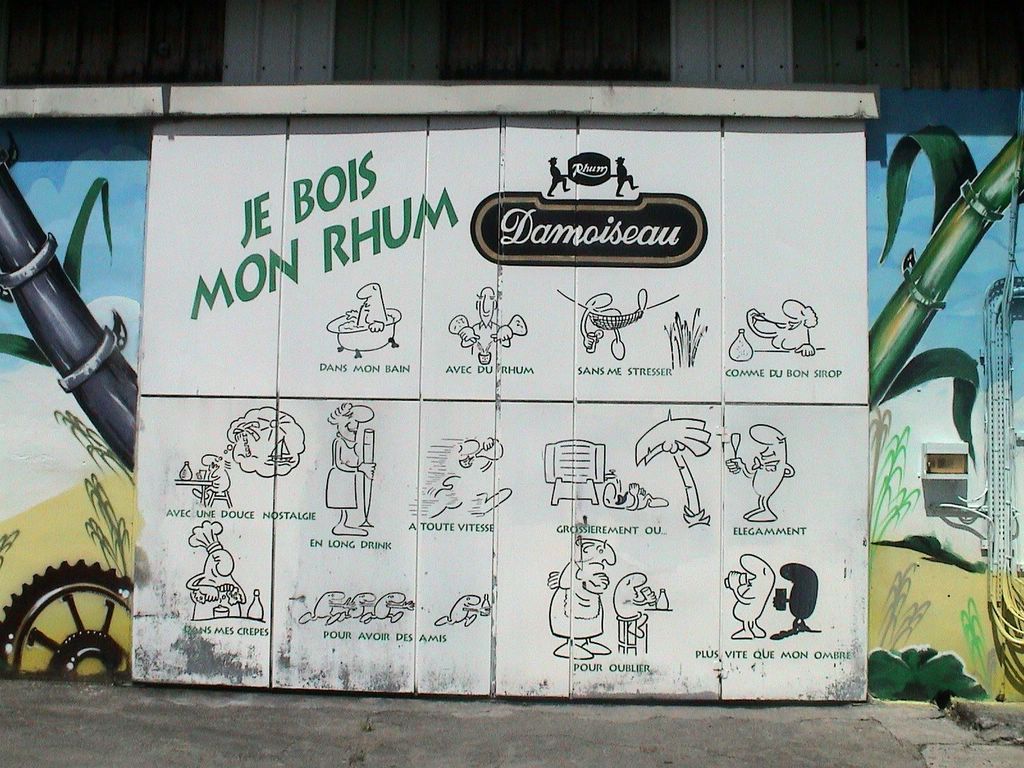 JE BOIS
MON RHUM
Rhum
Damoiseau
DANS MON BAIN
AVEC DU RHUM
SANS ME STRESSER
COMME DU BON SIROP
AVEC UNE DOUCE NOSTALGIE
EN LONG DRINK
A TOUTE VITESSE
GROSSIEREMENT OU...
ELEGAMMENT
DANS MES CREPES
POUR AVOIR DES AMIS
POUR OUBLIER
PLUS VITE QUE MON OMBRE